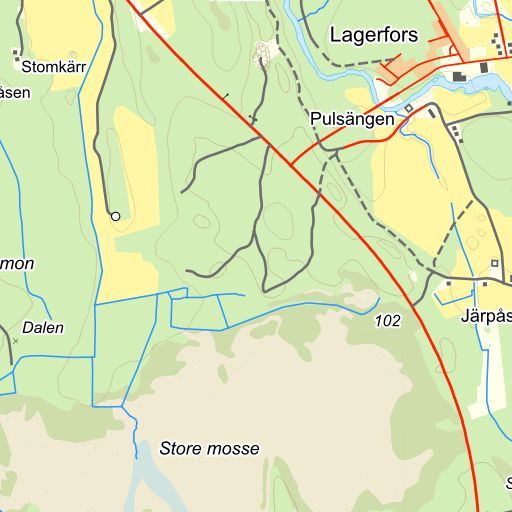 Lagerfors
Stomkärr
åsen
Pulsängen
mon
Dalen
102
Järpås
Store mosse
S